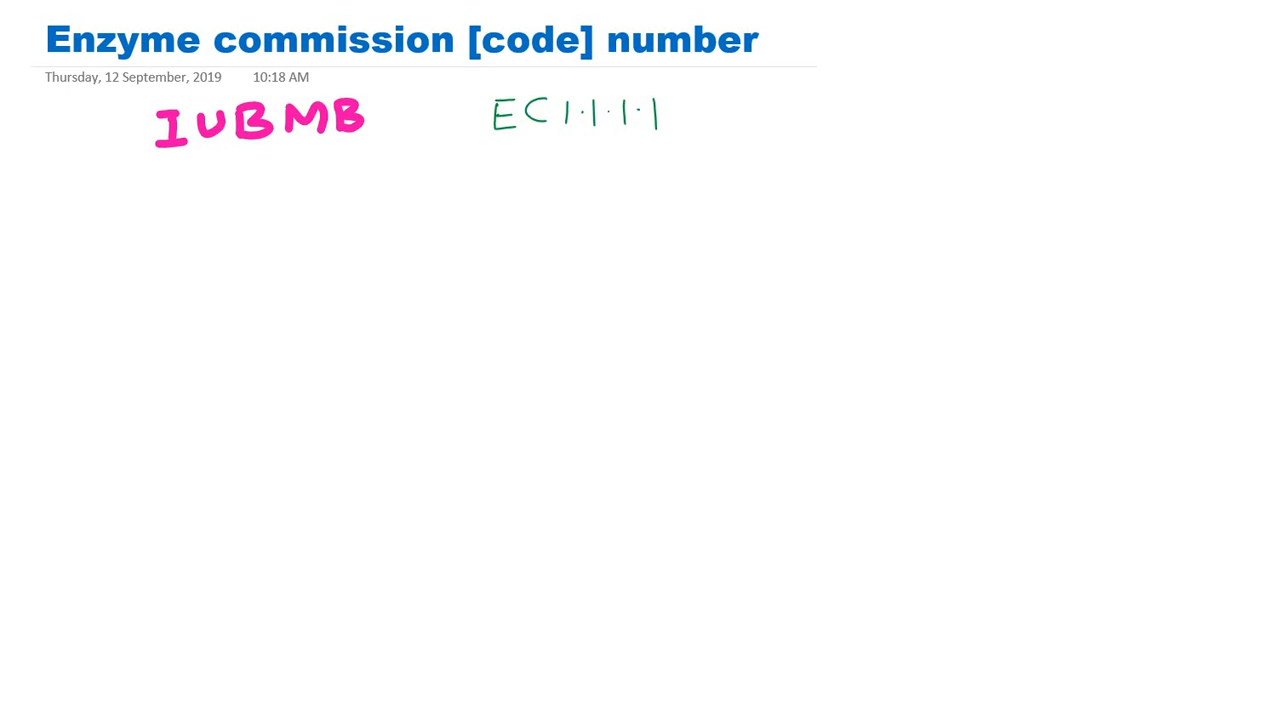 Enzyme commission [code] number
Thursday, 12 September, 2019 10:18 AM
IUBMB EC 1.1.1.1